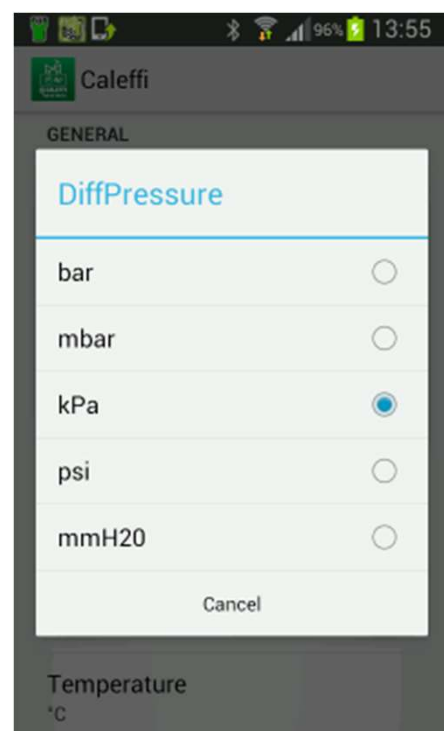 96% 13:55
Caleffi
GENERAL
DiffPressure
bar
mbar
kPa
psi
mmH20
Cancel
Temperature
°C